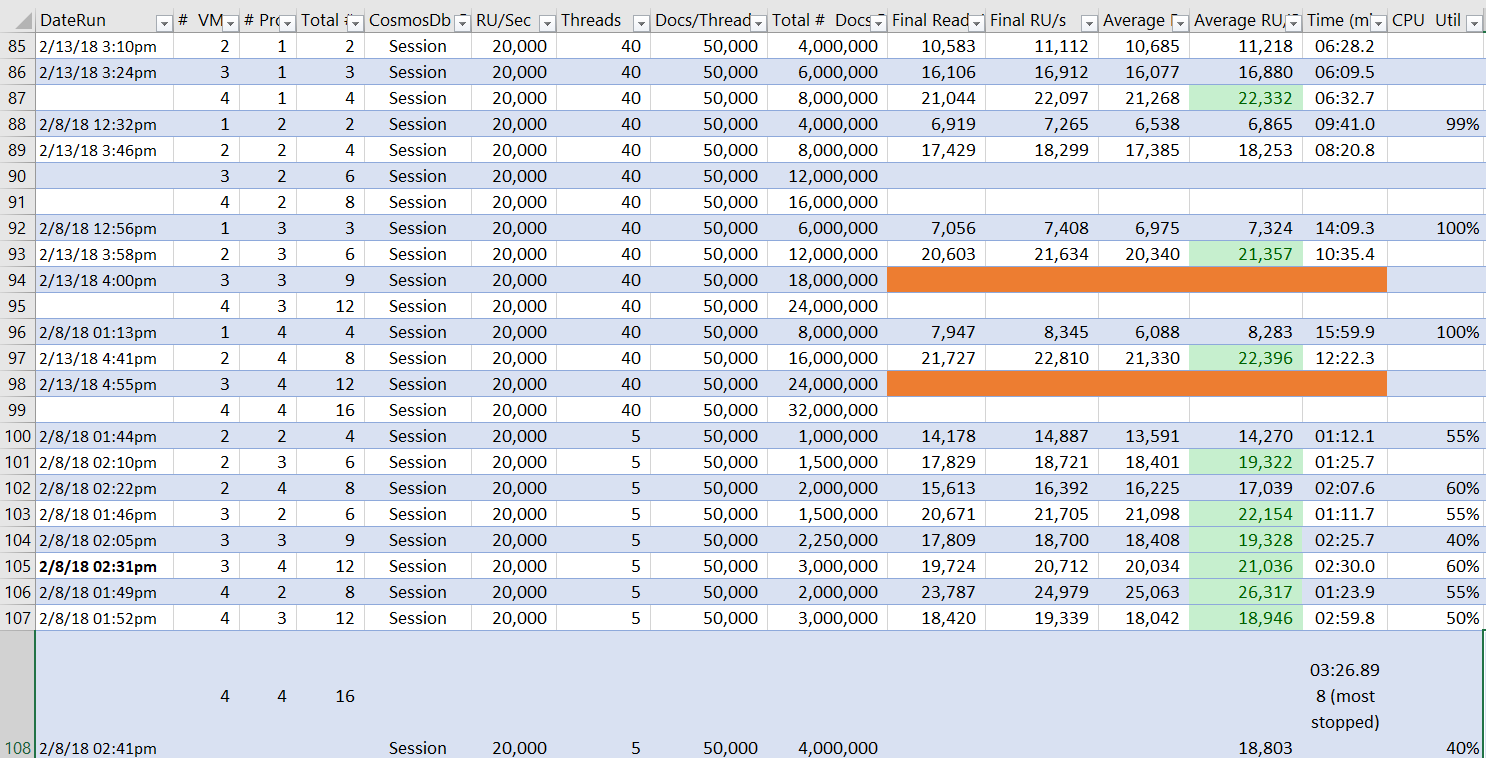 DateRun # VM # Pro Total # CosmosDb RU/Sec Threads Docs/Thread Total # Docs Final Read Final RU/s Average Average RU/ Time (m CPU Util
85 2/13/18 3:10pm 2 1 2 Session 20,000 40 50,000 4,000,000 10,583 11,112 10,685 11,218 06:28.2
86 2/13/18 3:24pm 3 1 3 Session 20,000 40 50,000 6,000,000 16,106 16,912 16,077 16,880 06:09.5
87 4 1 4 Session 20,000 40 50,000 8,000,000 21,044 22,097 21,268 22,332 06:32.7
88 2/8/18 12:32pm 1 2 2 Session 20,000 40 50,000 4,000,000 6,919 7,265 6,538 6,865 09:41.0 99%
89 2/13/18 3:46pm 2 2 4 Session 20,000 40 50,000 8,000,000 17,429 18,299 17,385 18,253 08:20.8
90 3 2 6 Session 20,000 40 50,000 12,000,000
91 4 2 8 Session 20,000 40 50,000 16,000,000
92 2/8/18 12:56pm 1 3 3 Session 20,000 40 50,000 6,000,000 7,056 7,408 6,975 7,324 14:09.3 100%
93 2/13/18 3:58pm 2 3 6 Session 20,000 40 50,000 12,000,000 20,603 21,634 20,340 21,357 10:35.4
94 2/13/18 4:00pm 3 3 9 Session 20,000 40 50,000 18,000,000
95 4 3 12 Session 20,000 40 50,000 24,000,000
96 2/8/18 01:13pm 1 4 4 Session 20,000 40 50,000 8,000,000 7,947 8,345 6,088 8,283 15:59.9 100%
97 2/13/18 4:41pm 2 4 8 Session 20,000 40 50,000 16,000,000 21,727 22,810 21,330 22,396 12:22.3
98 2/13/18 4:55pm 3 4 12 Session 20,000 40 50,000 24,000,000
99 4 4 16 Session 20,000 40 50,000 32,000,000
100 2/8/18 01:44pm 2 2 4 Session 20,000 5 50,000 1,000,000 14,178 14,887 13,591 14,270 01:12.1 55%
101 2/8/18 02:10pm 2 3 6 Session 20,000 5 50,000 1,500,000 17,829 18,721 18,401 19,322 01:25.7
102 2/8/18 02:22pm 2 4 8 Session 20,000 5 50,000 2,000,000 15,613 16,392 16,225 17,039 02:07.6 60%
103 2/8/18 01:46pm 3 2 6 Session 20,000 5 50,000 1,500,000 20,671 21,705 21,098 22,154 01:11.7 55%
104 2/8/18 02:05pm 3 3 9 Session 20,000 5 50,000 2,250,000 17,809 18,700 18,408 19,328 02:25.7 40%
105 2/8/18 02:31pm 3 4 12 Session 20,000 5 50,000 3,000,000 19,724 20,712 20,034 21,036 02:30.0 60%
106 2/8/18 01:49pm 4 2 8 Session 20,000 5 50,000 2,000,000 23,787 24,979 25,063 26,317 01:23.9 55%
107 2/8/18 01:52pm 4 3 12 Session 20,000 5 50,000 3,000,000 18,420 19,339 18,042 18,946 02:59.8 50%
03:26.89
4 4 16 8 (most
stopped)
108 2/8/18 02:41pm Session 20,000 5 50,000 4,000,000 18,803 40%